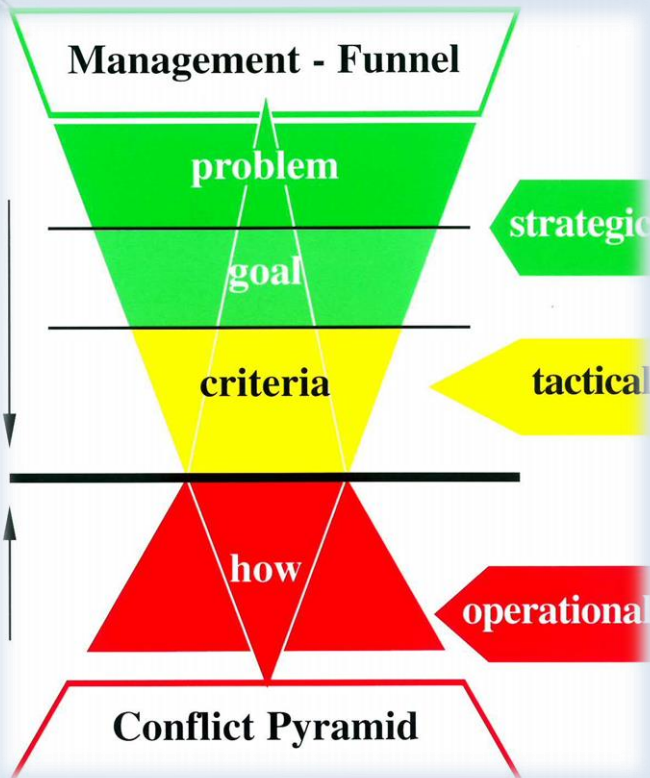 Management - Funnel
problem
strategic
goal
criteria
tactical
how
operational
Conflict Pyramid